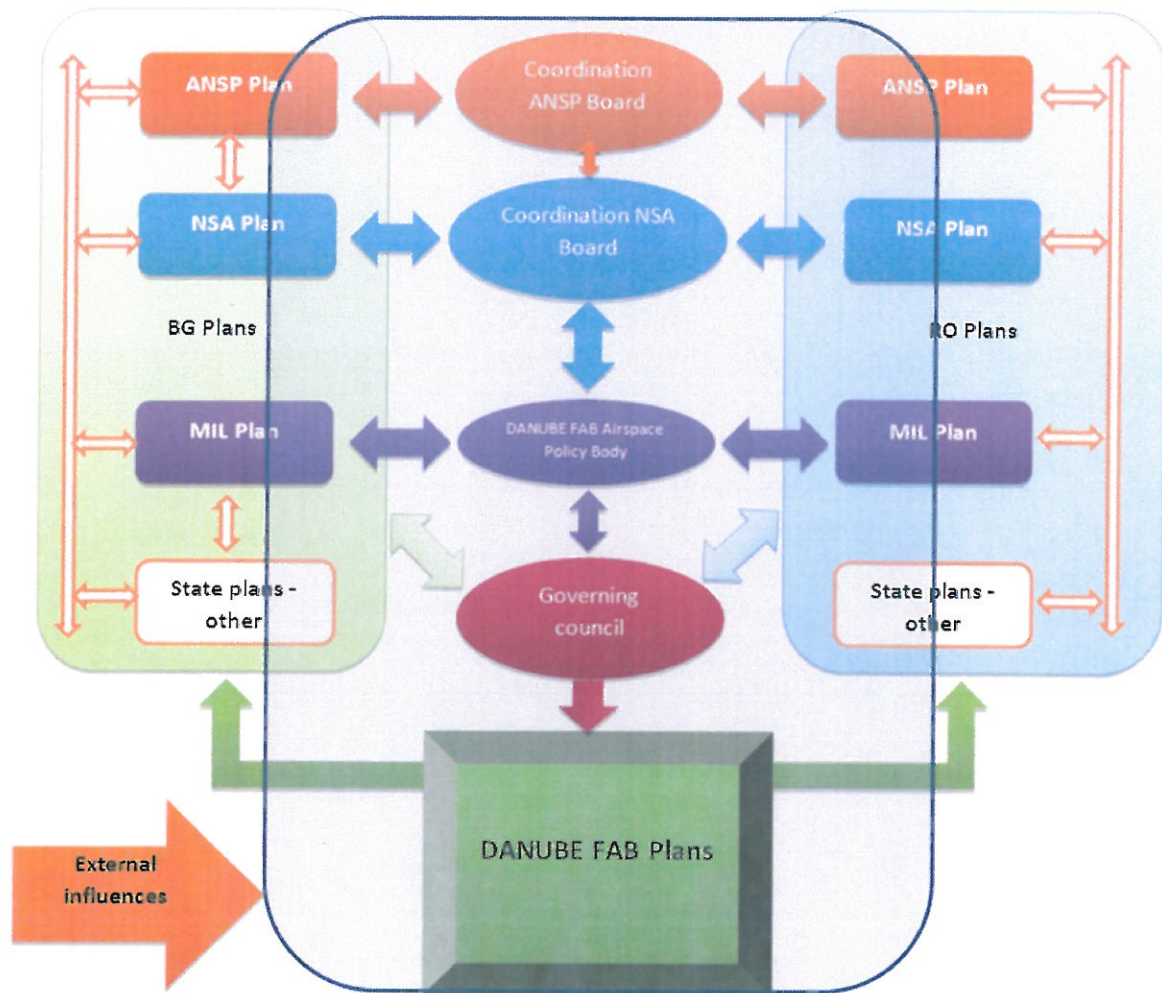 ANSP Plan
Coordination
ANSP Board
ANSP Plan
NSA Plan
Coordination NSA
Board
NSA Plan
BG Plans
RO Plans
MIL Plan
DANUBE FAB Airspace
Policy Body
MIL Plan
State plans -
other
Governing
council
State plans -
other
DANUBE FAB Plans
External
influences